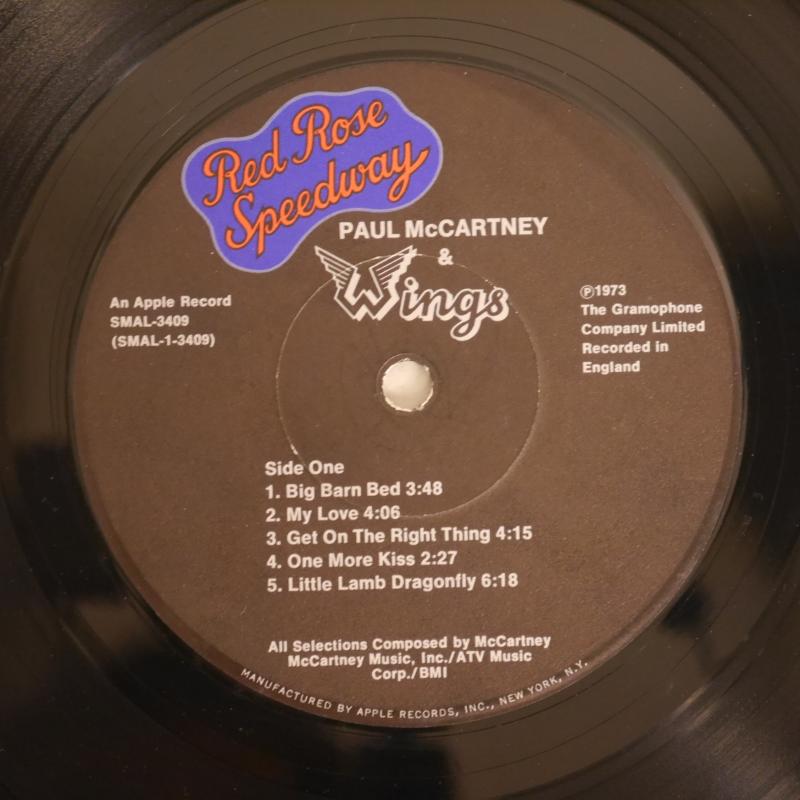 Red Rose
Speedway
PAUL McCARTNEY
&
Wings
An Apple Record
SMAL-3409
(SMAL-1-3409)
℗1973
The Gramophone
Company Limited
Recorded in
England
Side One
1. Big Barn Bed 3:48
2. My Love 4:06
3. Get On The Right Thing 4:15
4. One More Kiss 2:27
5. Little Lamb Dragonfly 6:18
All Selections Composed by McCartney
McCartney Music, Inc./ATV Music
Corp./BMI
MANUFACTURED BY APPLE RECORDS, INC., NEW YORK, N.Y.